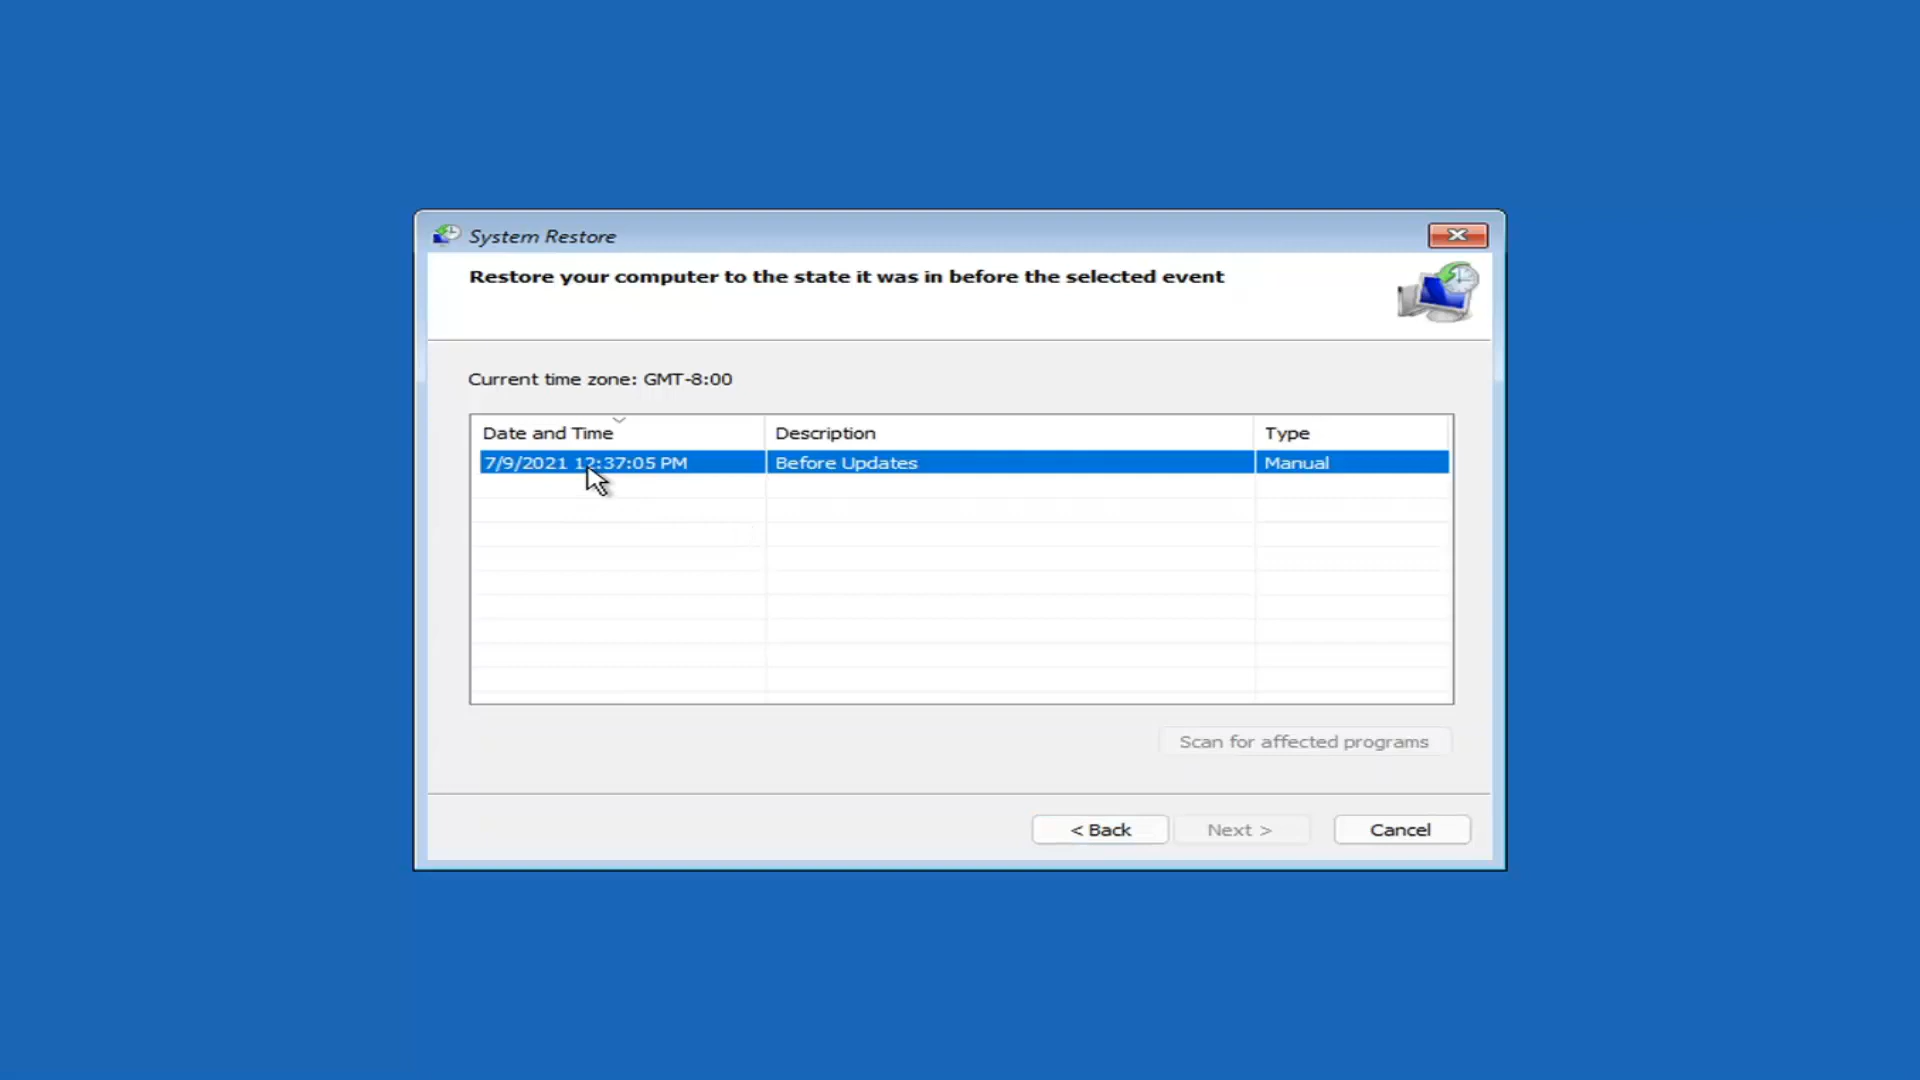 System Restore
Restore your computer to the state it was in before the selected event
Current time zone: GMT-8:00
Date and Time Description Type
7/9/2021 12:37:05 PM Before Updates Manual
Scan for affected programs
< Back Next > Cancel